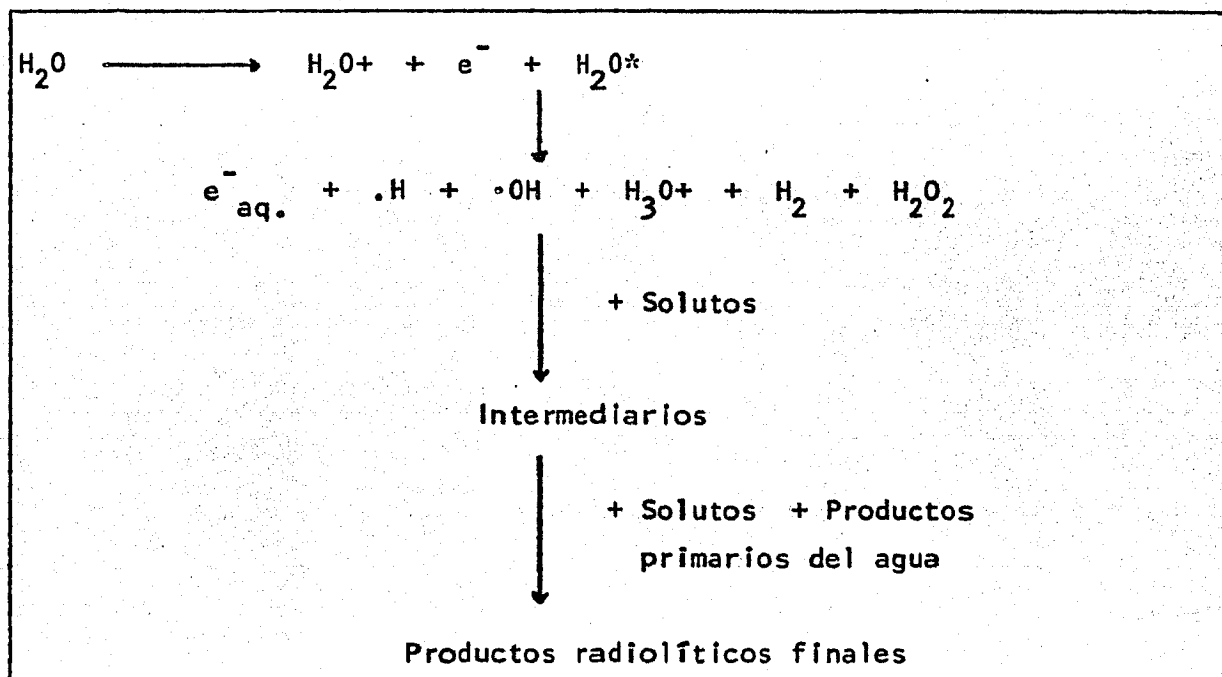 H₂O ⟶ H₂O+ + e⁻ + H₂O*
e⁻aq. + .H + •OH + H₃O+ + H₂ + H₂O₂
+ Solutos
Intermediarios
+ Solutos + Productos
primarios del agua
Productos radiolíticos finales